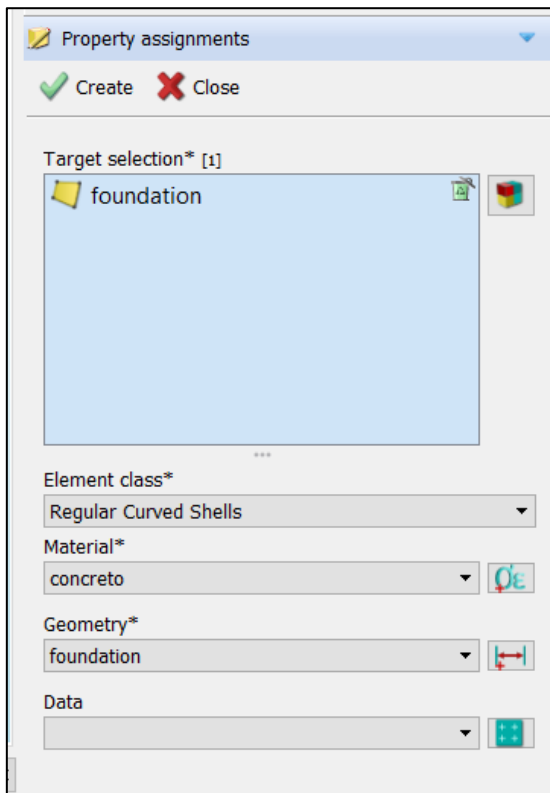 Property assignments
Create Close
Target selection* [1]
foundation
Element class*
Regular Curved Shells
Material*
concreto
Geometry*
foundation
Data